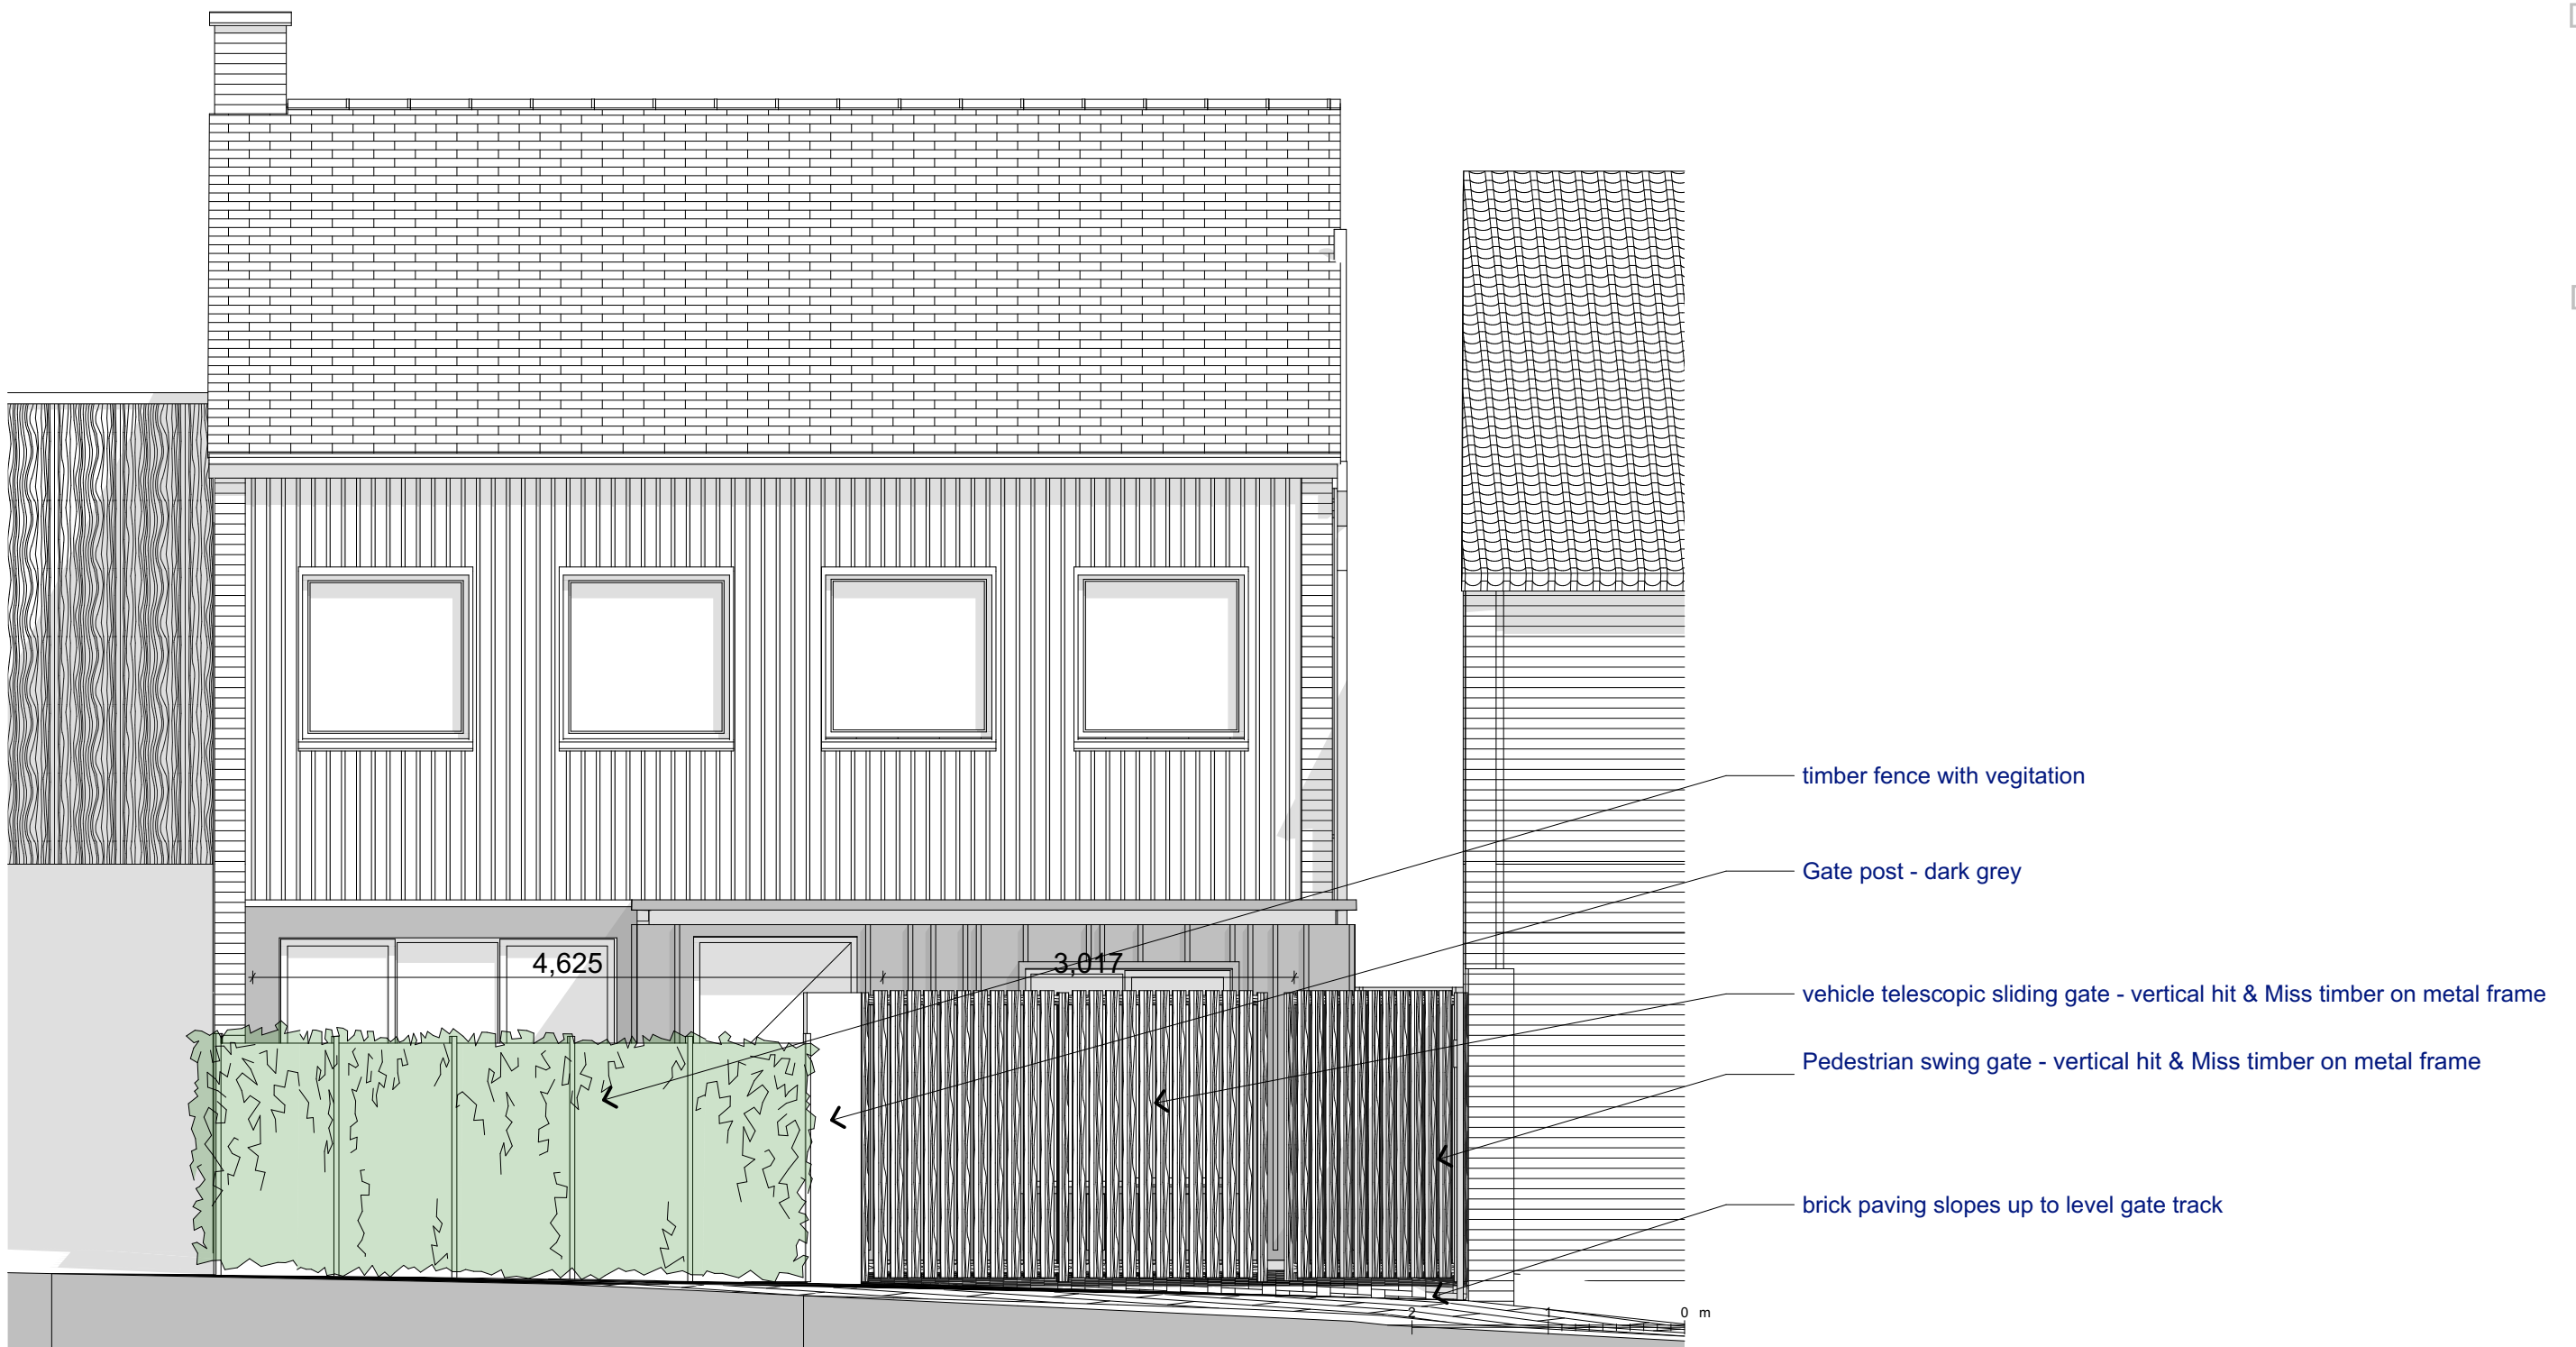 timber fence with vegitation
Gate post - dark grey
4,625
3,017
vehicle telescopic sliding gate - vertical hit & Miss timber on metal frame
Pedestrian swing gate - vertical hit & Miss timber on metal frame
brick paving slopes up to level gate track
2 1 0 m